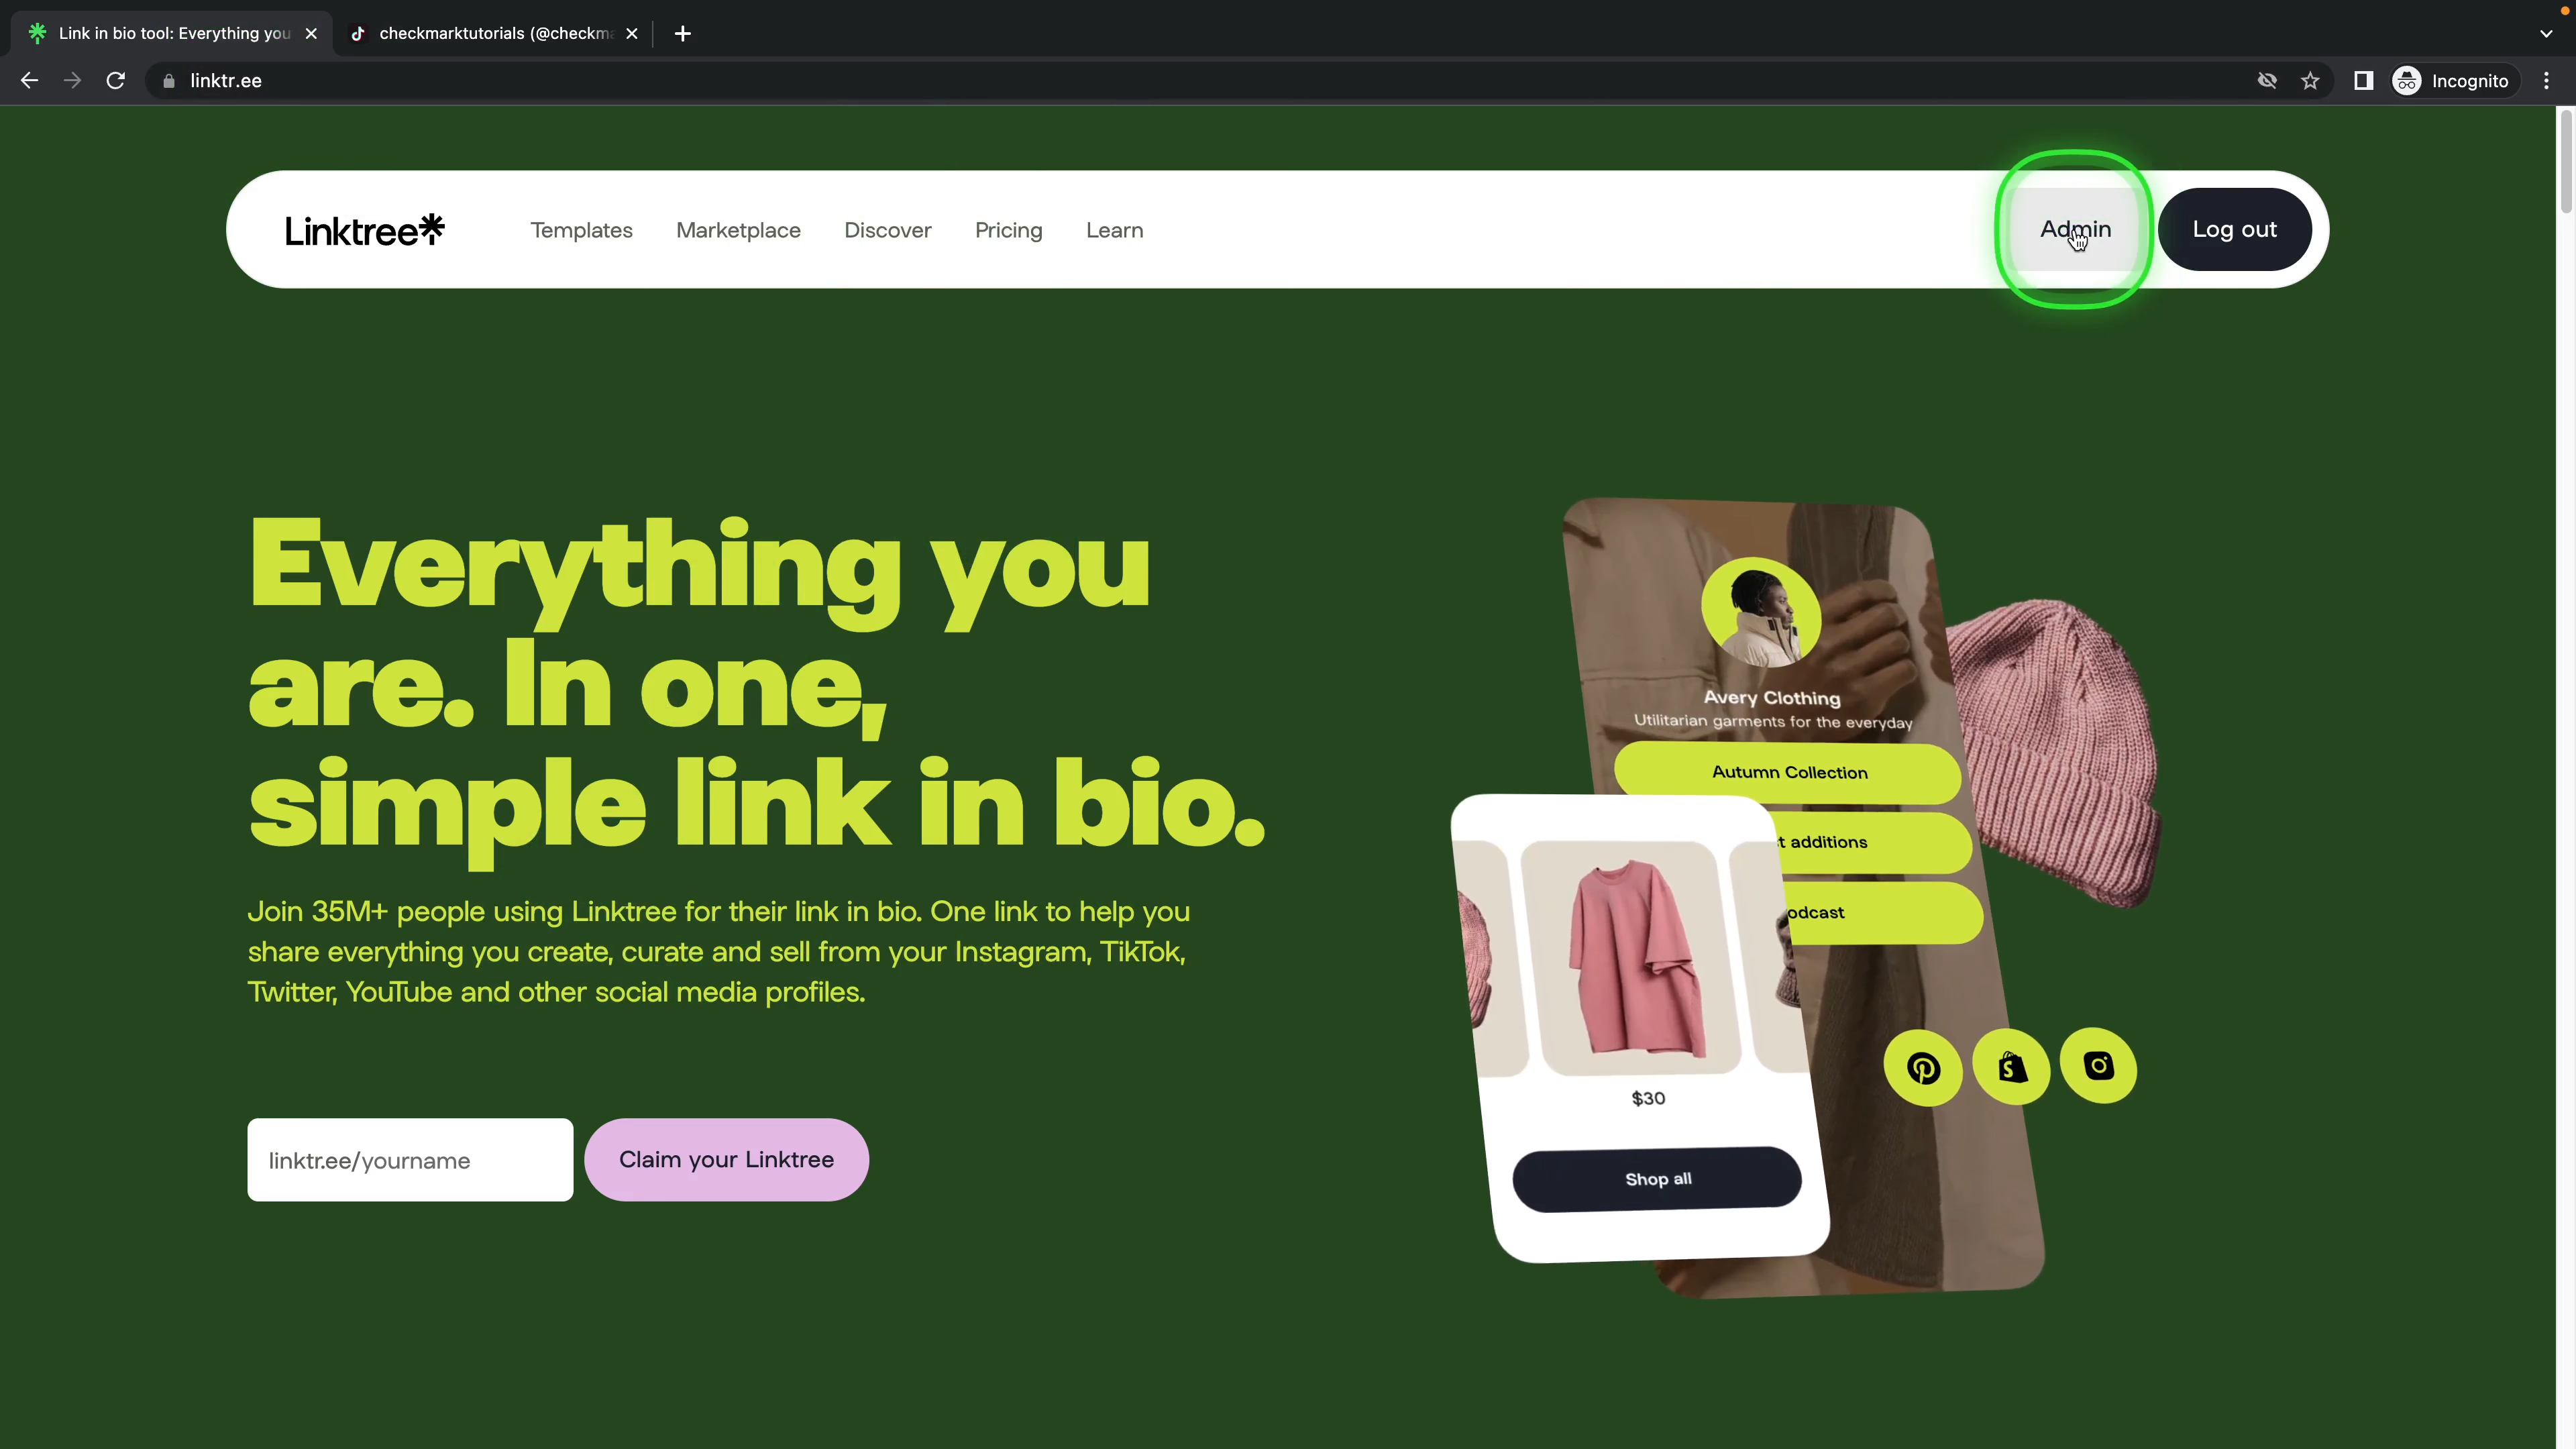 Link in bio tool: Everything you
checkmarktutorials (@checkma
linktr.ee
Incognito
Linktree
Templates
Marketplace
Discover
Pricing
Learn
Admin
Log out
Everything you
are. In one,
simple link in bio.
Join 35M+ people using Linktree for their link in bio. One link to help you
share everything you create, curate and sell from your Instagram, TikTok,
Twitter, YouTube and other social media profiles.
linktr.ee/yourname
Claim your Linktree
Avery Clothing
Utilitarian garments for the everyday
Autumn Collection
t additions
odcast
$30
Shop all